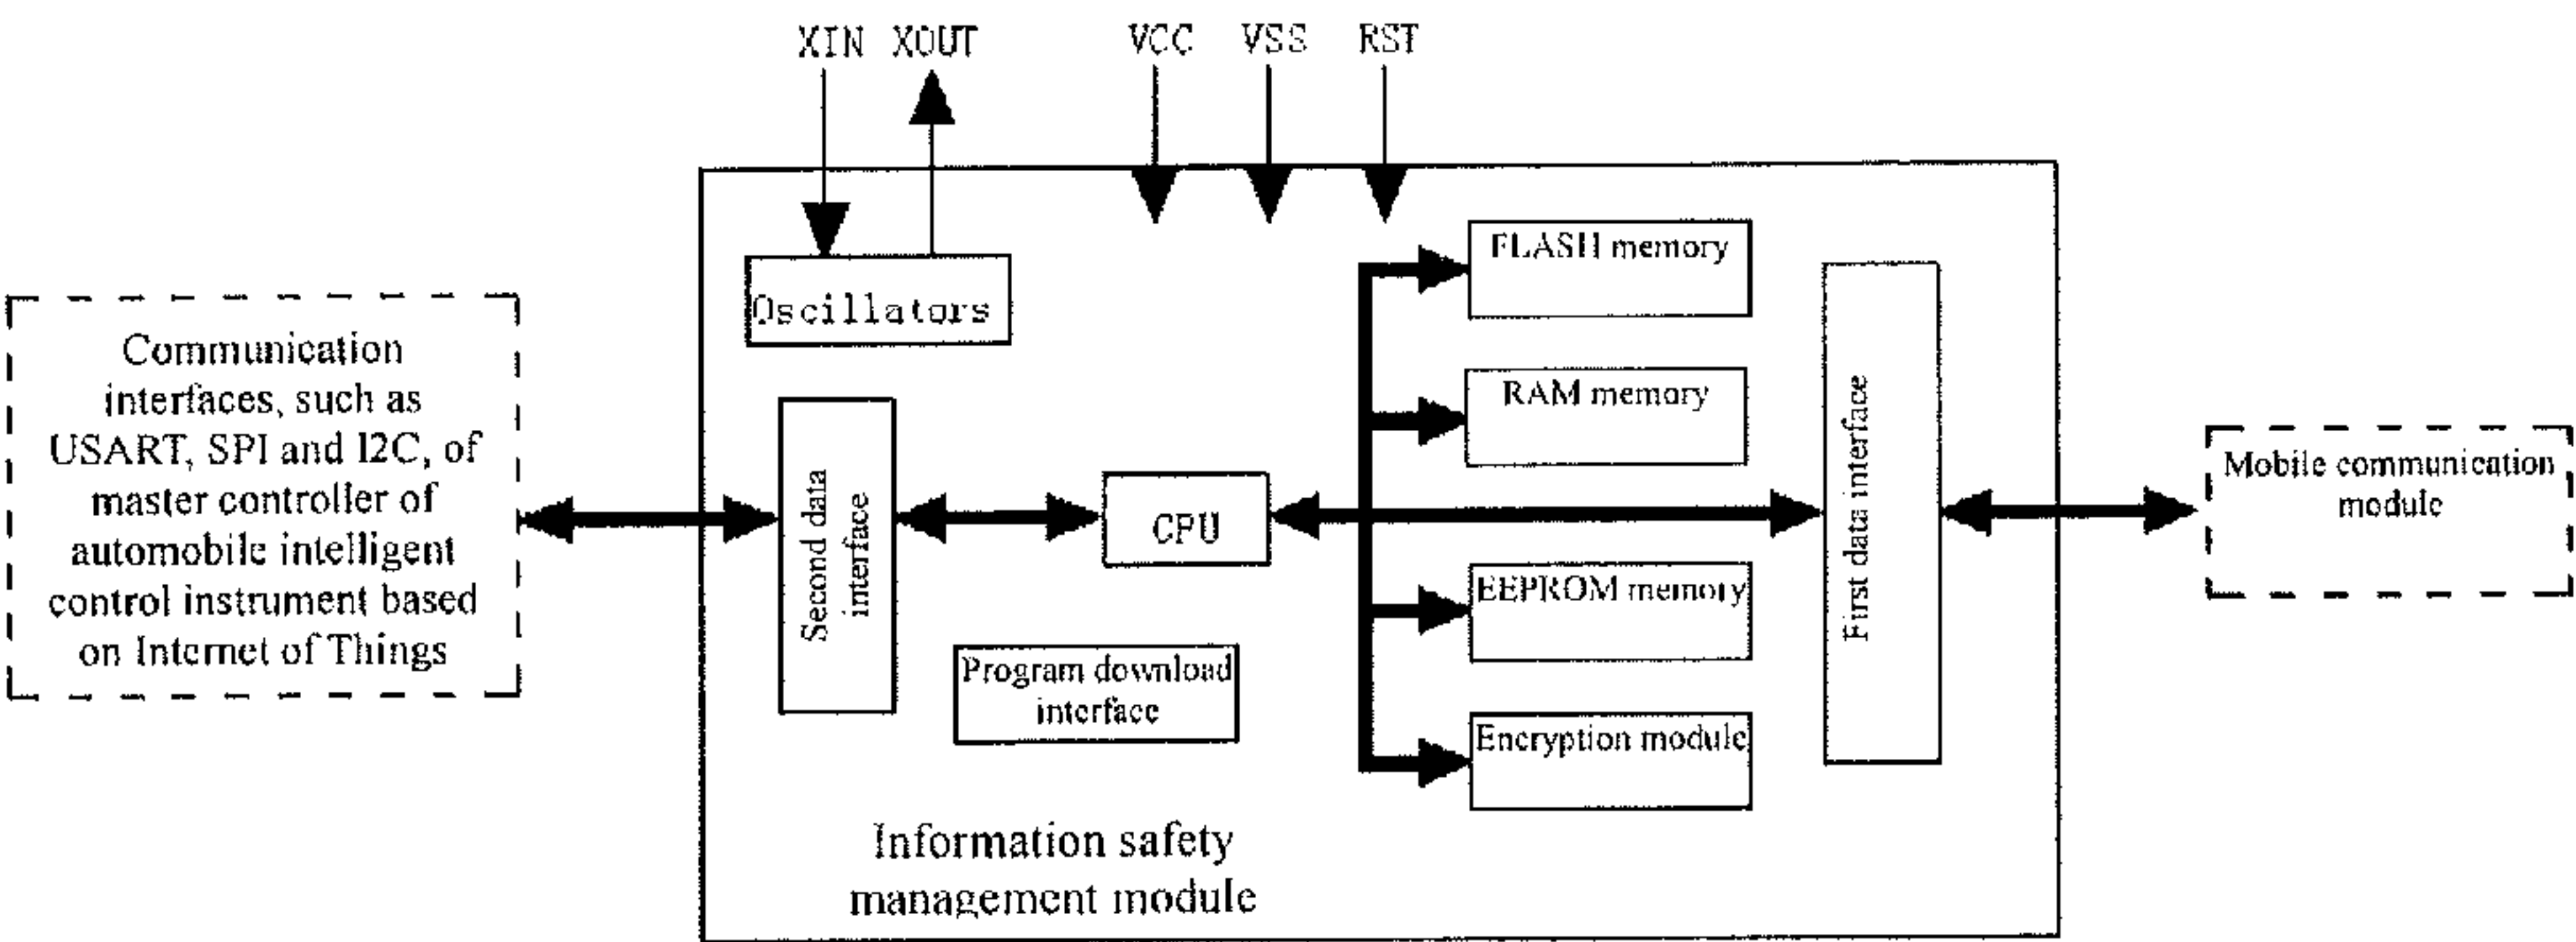 XIN XOUT VCC VSS RST
Oscillators
Communication
interfaces, such as
USART, SPI and I2C, of
master controller of
automobile intelligent
control instrument based
on Internet of Things
Second data
interface
CPU
Program download
interface
FLASH memory
RAM memory
EEPROM memory
Encryption module
First data interface
Mobile communication
module
Information safety
management module